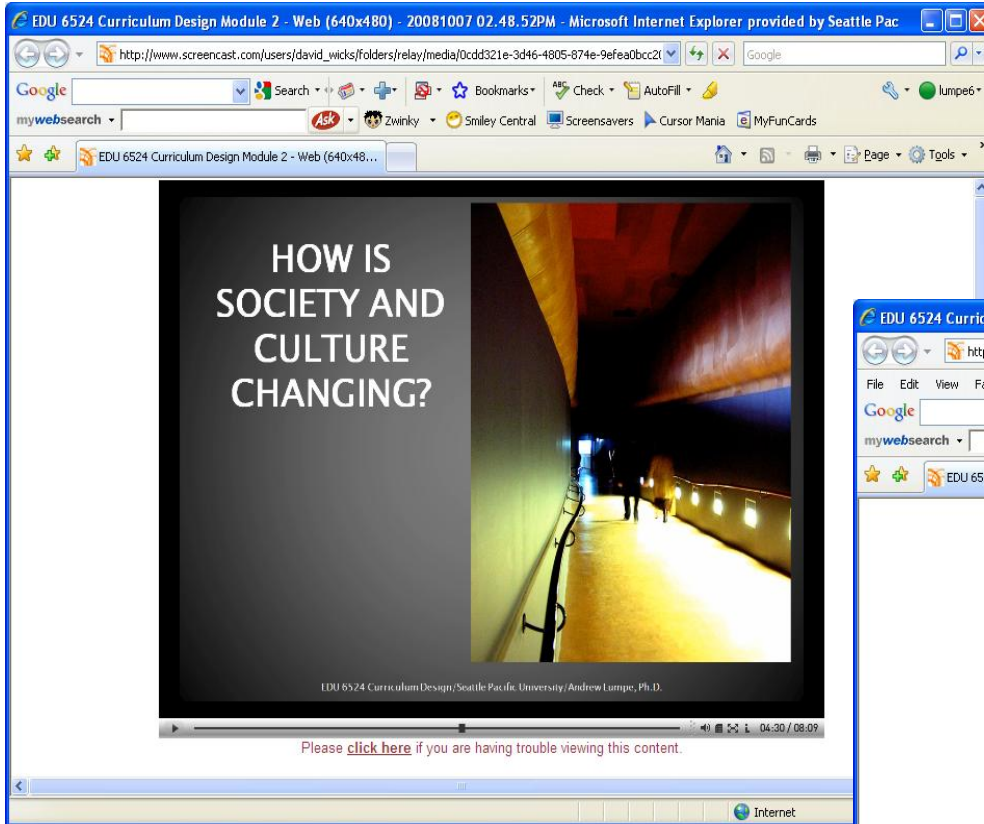 EDU 6524 Curriculum Design Module 2 - Web (640x480) - 20081007 02.48.52PM - Microsoft Internet Explorer provided by Seattle Pac
http://www.screencast.com/users/david_wicks/folders/relay/media/0cdd321e-3d46-4805-874e-9efea0bcc2(
Google
Google Search Bookmarks ABC Check AutoFill lumpe6
mywebsearch Ask Zwinky Smiley Central Screensavers Cursor Mania MyFunCards
EDU 6524 Curriculum Design Module 2 - Web (640x48... Page Tools
HOW IS
SOCIETY AND
CULTURE
CHANGING?
EDU 6524 Curriculum Design/Seattle Pacific University/Andrew Lumpe, Ph.D.
04:30 / 08:09
Please click here if you are having trouble viewing this content.
Internet
EDU 6524 Curric
http
File Edit View Fa
Google
mywebsearch
EDU 65